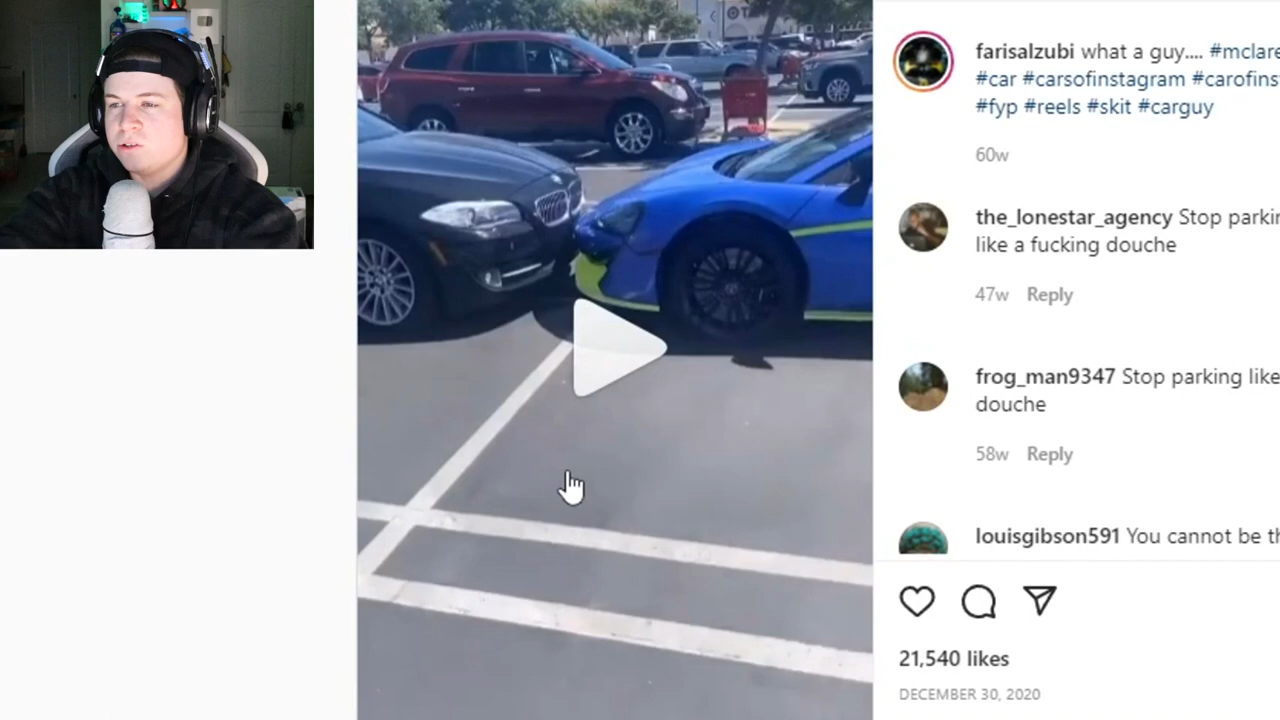 farisalzubi what a guy.... #mclare
#car #carsofinstagram #carofins
#fyp #reels #skit #carguy
60w
the_lonestar_agency Stop parkin
like a fucking douche
47w Reply
frog_man9347 Stop parking like
douche
58w Reply
louisgibson591 You cannot be th
21,540 likes
DECEMBER 30, 2020